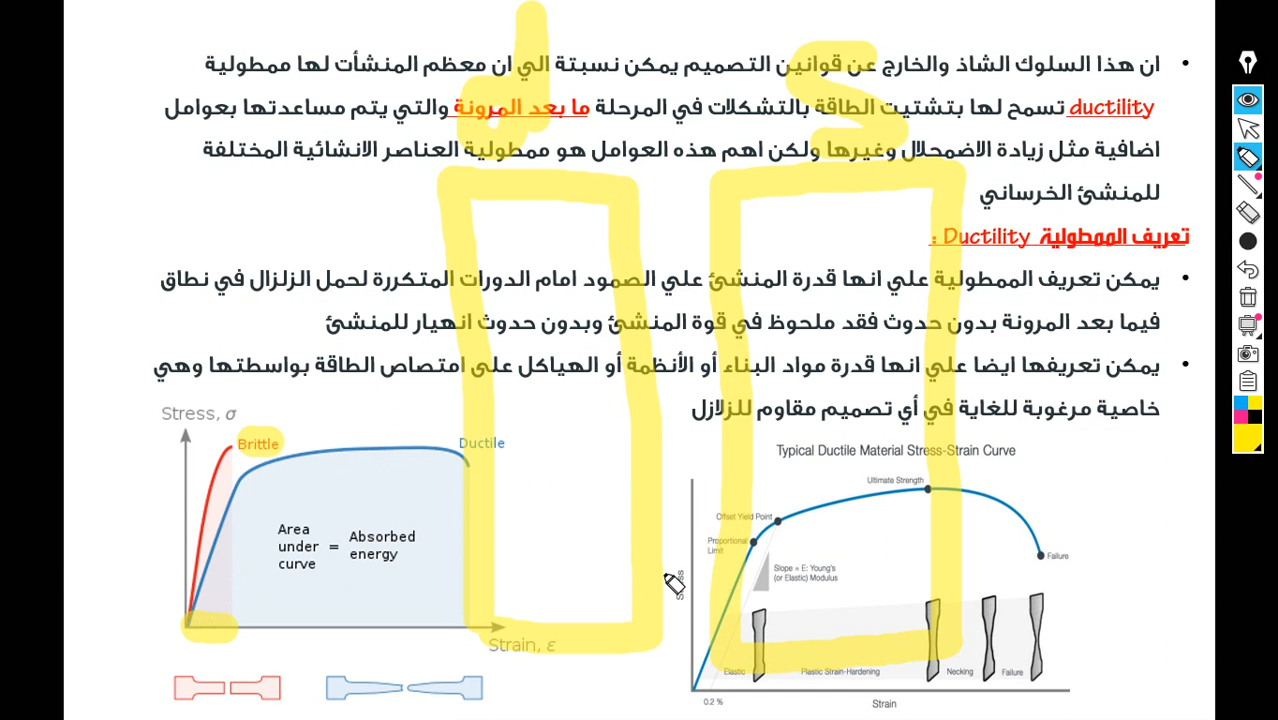 d s
ان هذا السلوك الشاذ والخارج عن قوانين التصميم يمكن نسبتة الي ان معظم المنشأت لها ممطولية
ductility تسمح لها بتشتيت الطاقة بالتشكلات في المرحلة ما بعد المرونة والتي يتم مساعدتها بعوامل
اضافية مثل زيادة الاضمحلال وغيرها ولكن اهم هذه العوامل هو ممطولية العناصر الانشائية المختلفة
للمنشئ الخرساني
تعريف الممطولية Ductility :
يمكن تعريف الممطولية علي انها قدرة المنشئ علي الصمود امام الدورات المتكررة لحمل الزلزال في نطاق
فيما بعد المرونة بدون حدوث فقد ملحوظ في قوة المنشئ وبدون حدوث انهيار للمنشئ
يمكن تعريفها ايضا علي انها قدرة مواد البناء أو الأنظمة أو الهياكل على امتصاص الطاقة بواسطتها وهي
خاصية مرغوبة للغاية في أي تصميم مقاوم للزلازل
Stress, σ
Brittle
Ductile
Area
under
curve
=
Absorbed
energy
Strain, ε
Typical Ductile Material Stress-Strain Curve
Ultimate Strength
Offset Yield Point
Proportional
Limit
Failure
Slope = E: Young's
(or Elastic) Modulus
Elastic
Plastic Strain-Hardening
Necking
Failure
0.2 %
Strain